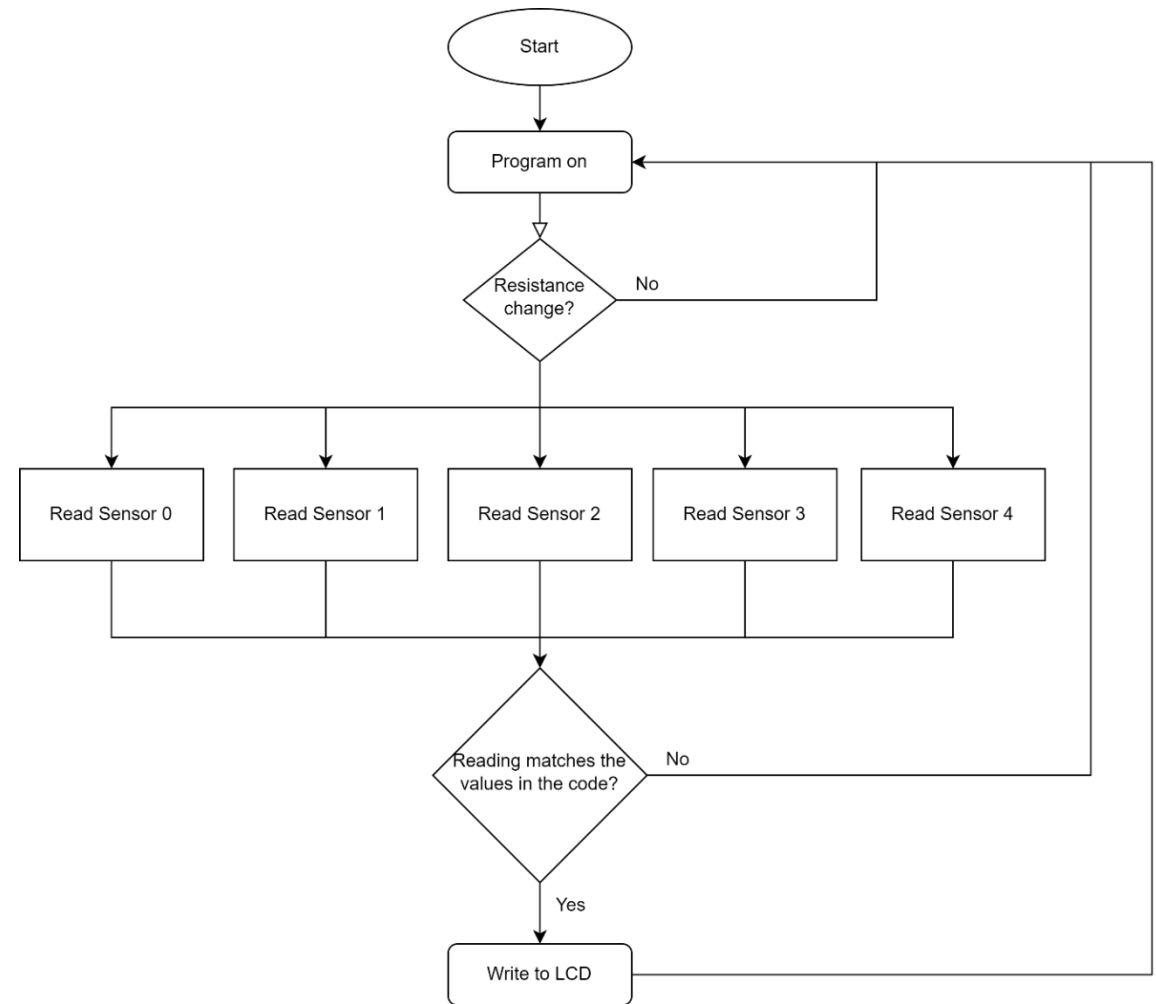 Start
Program on
Resistance
change?
No
Read Sensor 0
Read Sensor 1
Read Sensor 2
Read Sensor 3
Read Sensor 4
Reading matches the
values in the code?
No
Yes
Write to LCD